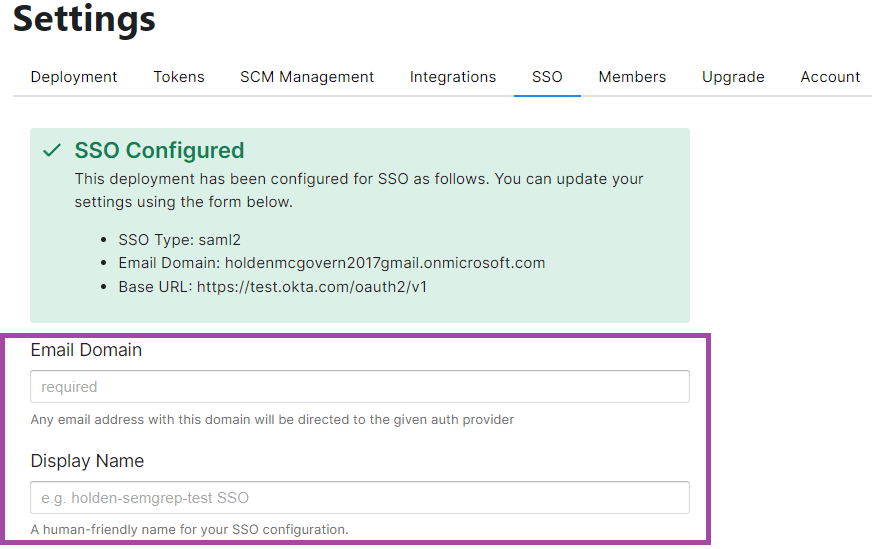 Settings
Deployment Tokens SCM Management Integrations SSO Members Upgrade Account
SSO Configured
This deployment has been configured for SSO as follows. You can update your
settings using the form below.
SSO Type: saml2
Email Domain: holdenmcgovern2017gmail.onmicrosoft.com
Base URL: https://test.okta.com/oauth2/v1
Email Domain
required
Any email address with this domain will be directed to the given auth provider
Display Name
e.g. holden-semgrep-test SSO
A human-friendly name for your SSO configuration.